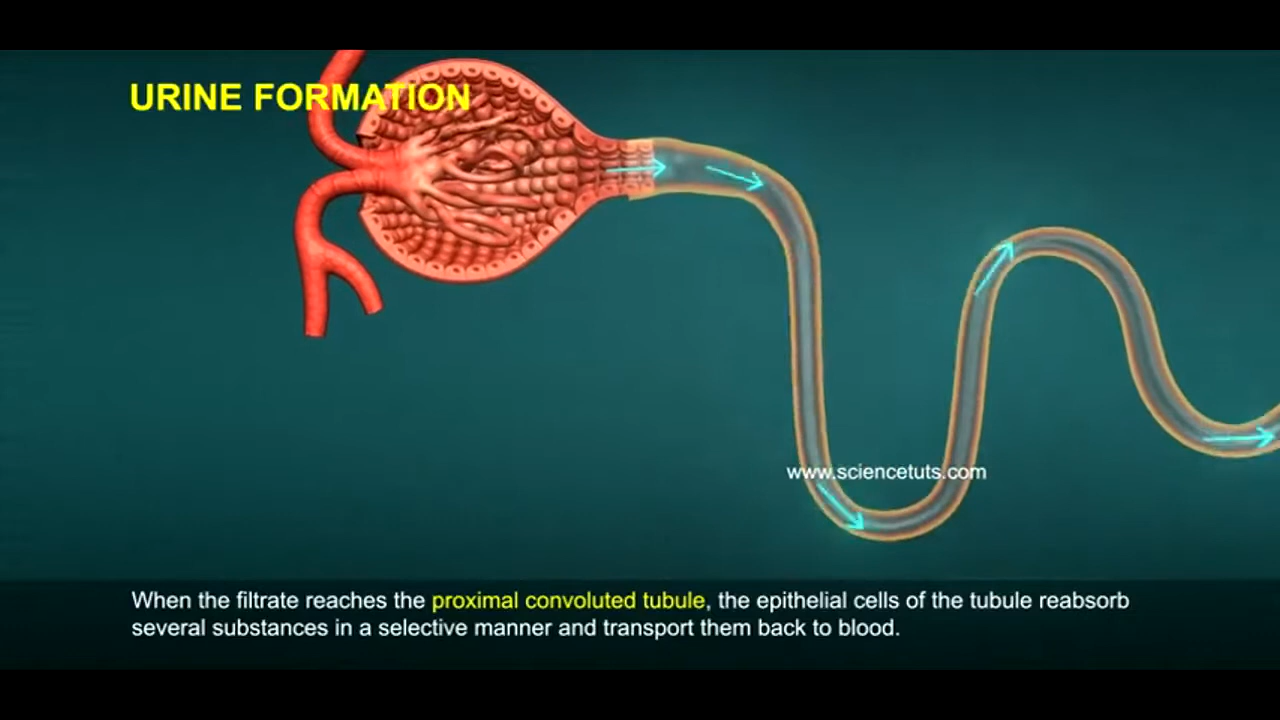 URINE FORMATION
www.sciencetuts.com
When the filtrate reaches the proximal convoluted tubule, the epithelial cells of the tubule reabsorb
several substances in a selective manner and transport them back to blood.